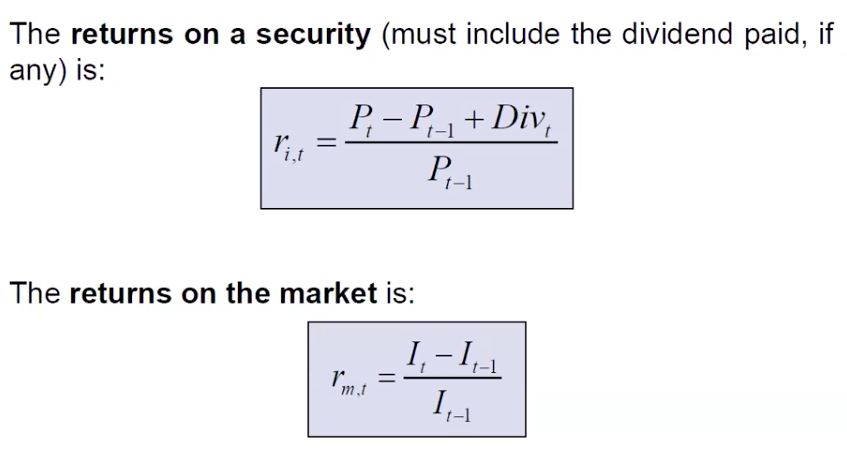 The returns on a security (must include the dividend paid, if
any) is:
r_{i,t} = \frac{P_t - P_{t-1} + Div_t}{P_{t-1}}
The returns on the market is:
r_{m,t} = \frac{I_t - I_{t-1}}{I_{t-1}}